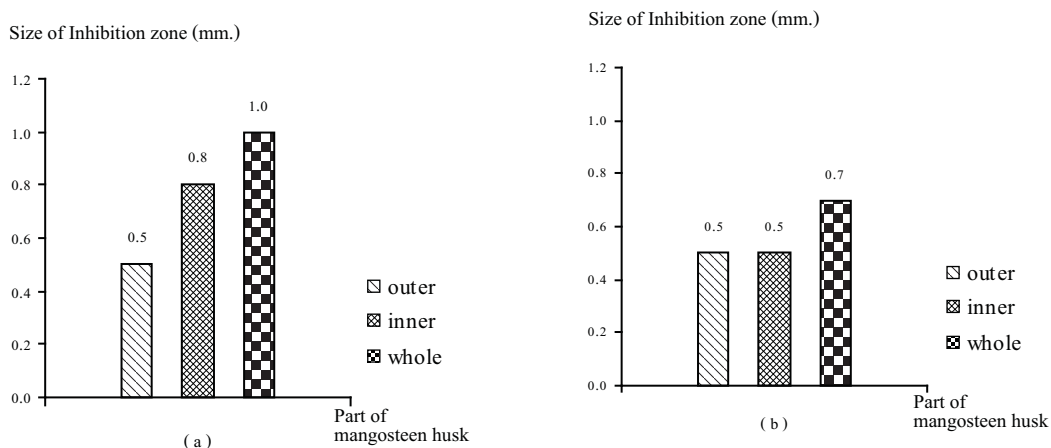 Size of Inhibition zone (mm.)
1.2
1.0
0.8
0.6
0.4
0.2
0.0
0.5
0.8
1.0
outer
inner
whole
Part of
mangosteen husk
( a )
Size of Inhibition zone (mm.)
1.2
1.0
0.8
0.6
0.4
0.2
0.0
0.5
0.5
0.7
outer
inner
whole
Part of
mangosteen husk
( b )